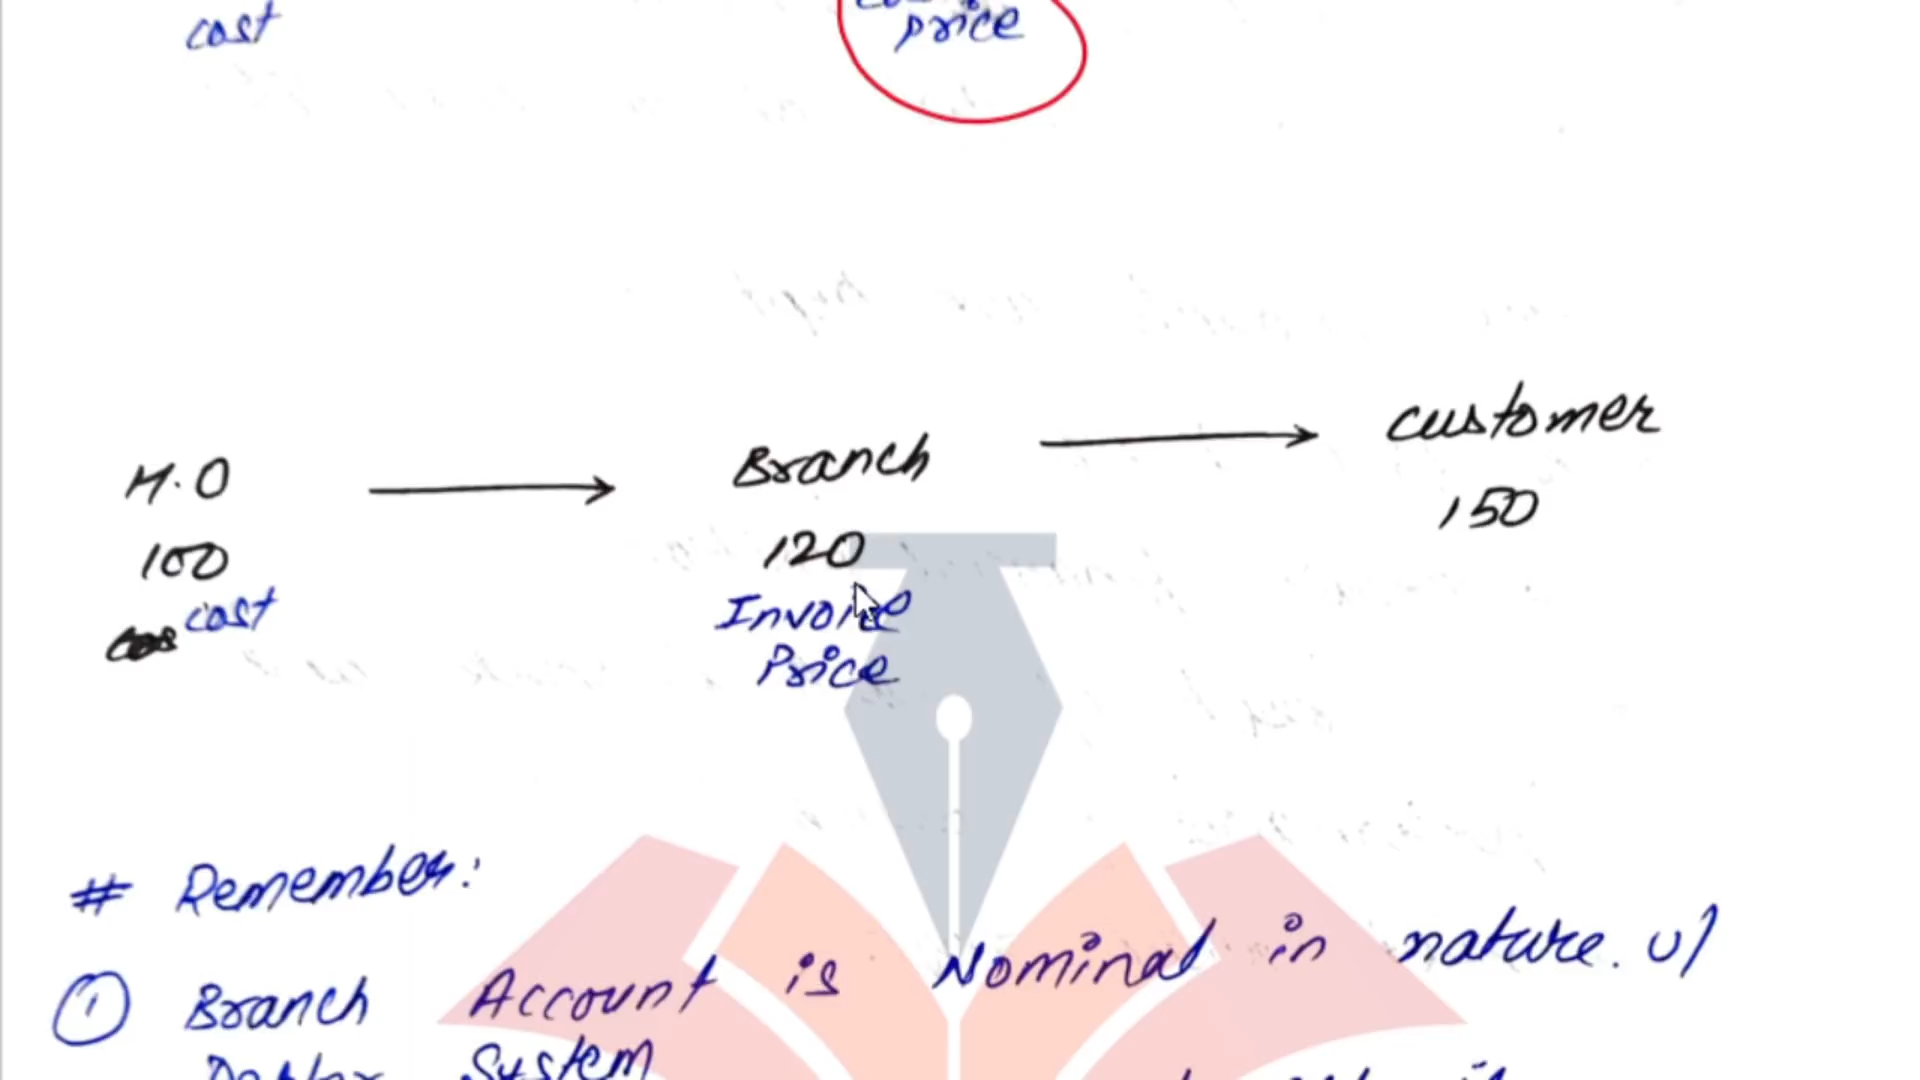 cost
price
H.O Branch customer
100 120 150
cost Invoice
Price
# Remember:
① Branch Account is Nominal in nature. u/
System